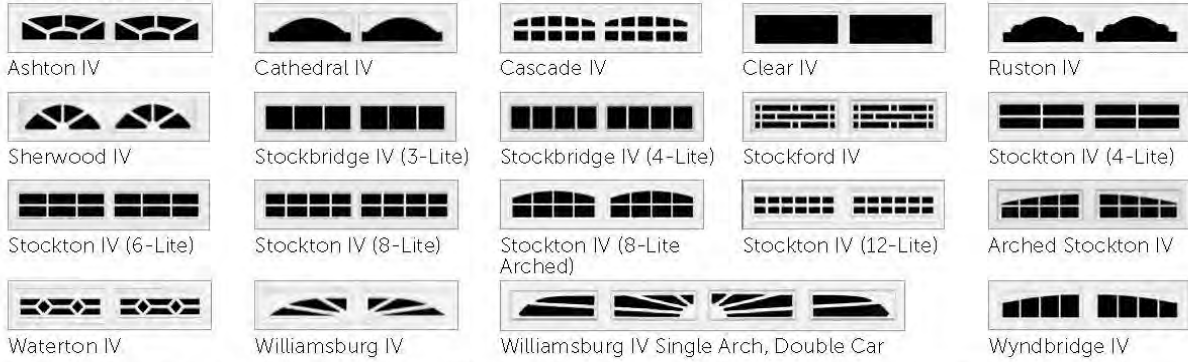 Ashton IV
Cathedral IV
Cascade IV
Clear IV
Ruston IV
Sherwood IV
Stockbridge IV (3-Lite)
Stockbridge IV (4-Lite)
Stockford IV
Stockton IV (4-Lite)
Stockton IV (6-Lite)
Stockton IV (8-Lite)
Stockton IV (8-Lite
Arched)
Stockton IV (12-Lite)
Arched Stockton IV
Waterton IV
Williamsburg IV
Williamsburg IV Single Arch, Double Car
Wyndbridge IV